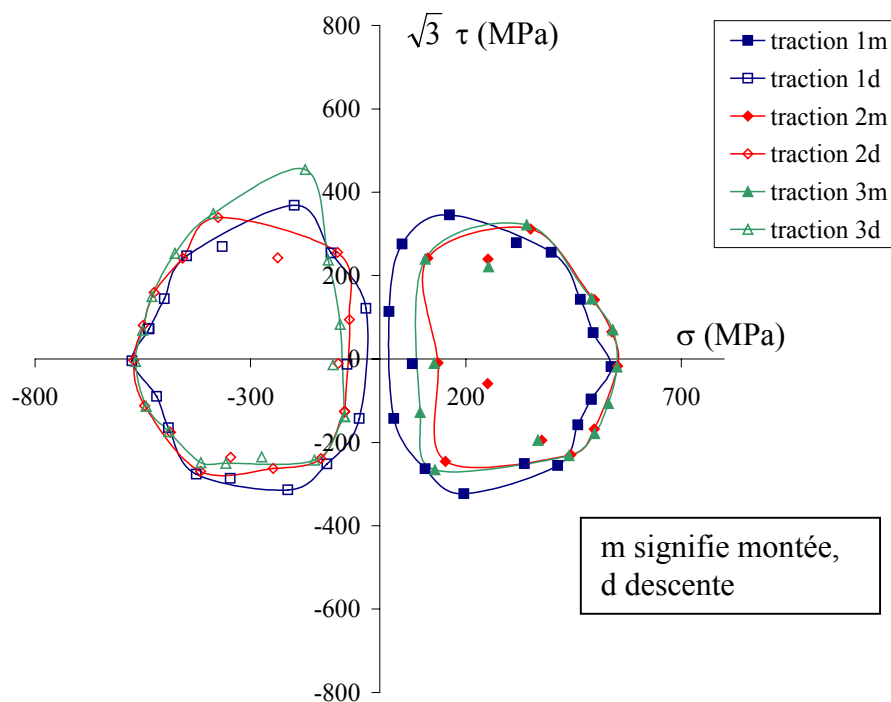 800
√3 τ (MPa)
traction 1m
traction 1d
traction 2m
traction 2d
traction 3m
traction 3d
600
400
200
0
σ (MPa)
-800
-300
200
700
-200
-400
m signifie montée,
d descente
-600
-800